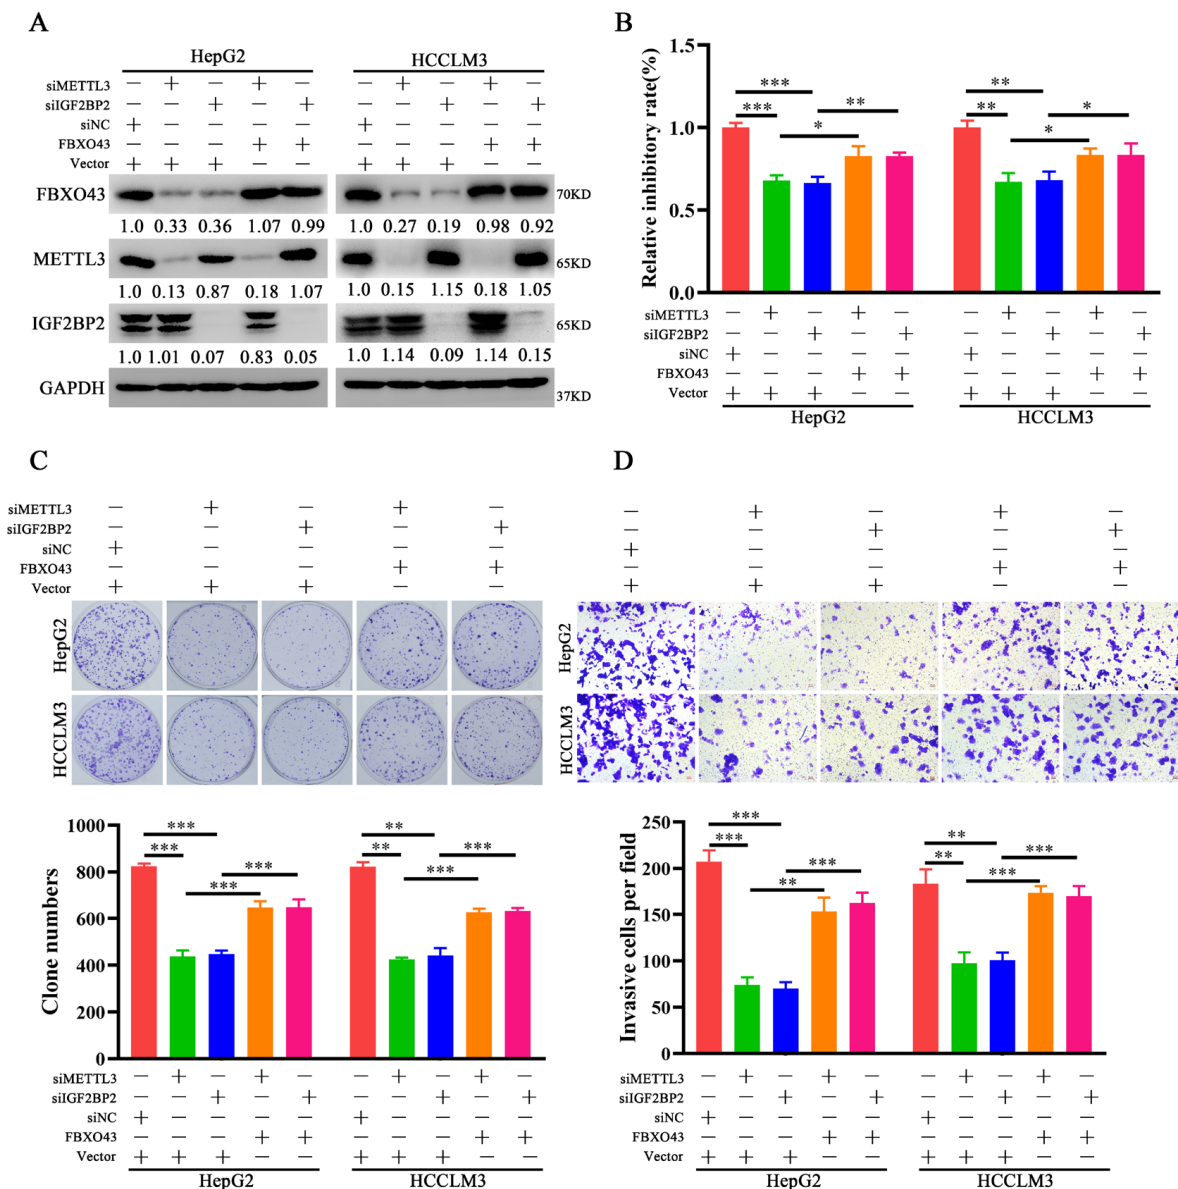 A
HepG2 HCCLM3
siMETTL3 — + — + — — + — + —
siIGF2BP2 — — + — + — — + — +
siNC + — — — — + — — — —
FBXO43 — — — + + — — — + +
Vector + + + — — + + + — —
FBXO43 70KD
1.0 0.33 0.36 1.07 0.99 1.0 0.27 0.19 0.98 0.92
METTL3 65KD
1.0 0.13 0.87 0.18 1.07 1.0 0.15 1.15 0.18 1.05
IGF2BP2 65KD
1.0 1.01 0.07 0.83 0.05 1.0 1.14 0.09 1.14 0.15
GAPDH 37KD
B
Relative inhibitory rate(%)
1.5
1.0
0.5
0.0
*** *** * ** ** ** * *
siMETTL3 — + — + — — + — + —
siIGF2BP2 — — + — + — — + — +
siNC + — — — — + — — — —
FBXO43 — — — + + — — — + +
Vector + + + — — + + + — —
HepG2 HCCLM3
C
siMETTL3 — + — + —
siIGF2BP2 — — + — +
siNC + — — — —
FBXO43 — — — + +
Vector + + + — —
HepG2
HCCLM3
Clone numbers
1000
800
600
400
200
0
*** *** *** *** ** ** *** ***
siMETTL3 — + — + — — + — + —
siIGF2BP2 — — + — + — — + — +
siNC + — — — — + — — — —
FBXO43 — — — + + — — — + +
Vector + + + — — + + + — —
HepG2 HCCLM3
D
— + — + —
— — + — +
+ — — — —
— — — + +
+ + + — —
HepG2
HCCLM3
Invasive cells per field
250
200
150
100
50
0
*** *** ** *** ** ** *** ***
siMETTL3 — + — + — — + — + —
siIGF2BP2 — — + — + — — + — +
siNC + — — — — + — — — —
FBXO43 — — — + + — — — + +
Vector + + + — — + + + — —
HepG2 HCCLM3